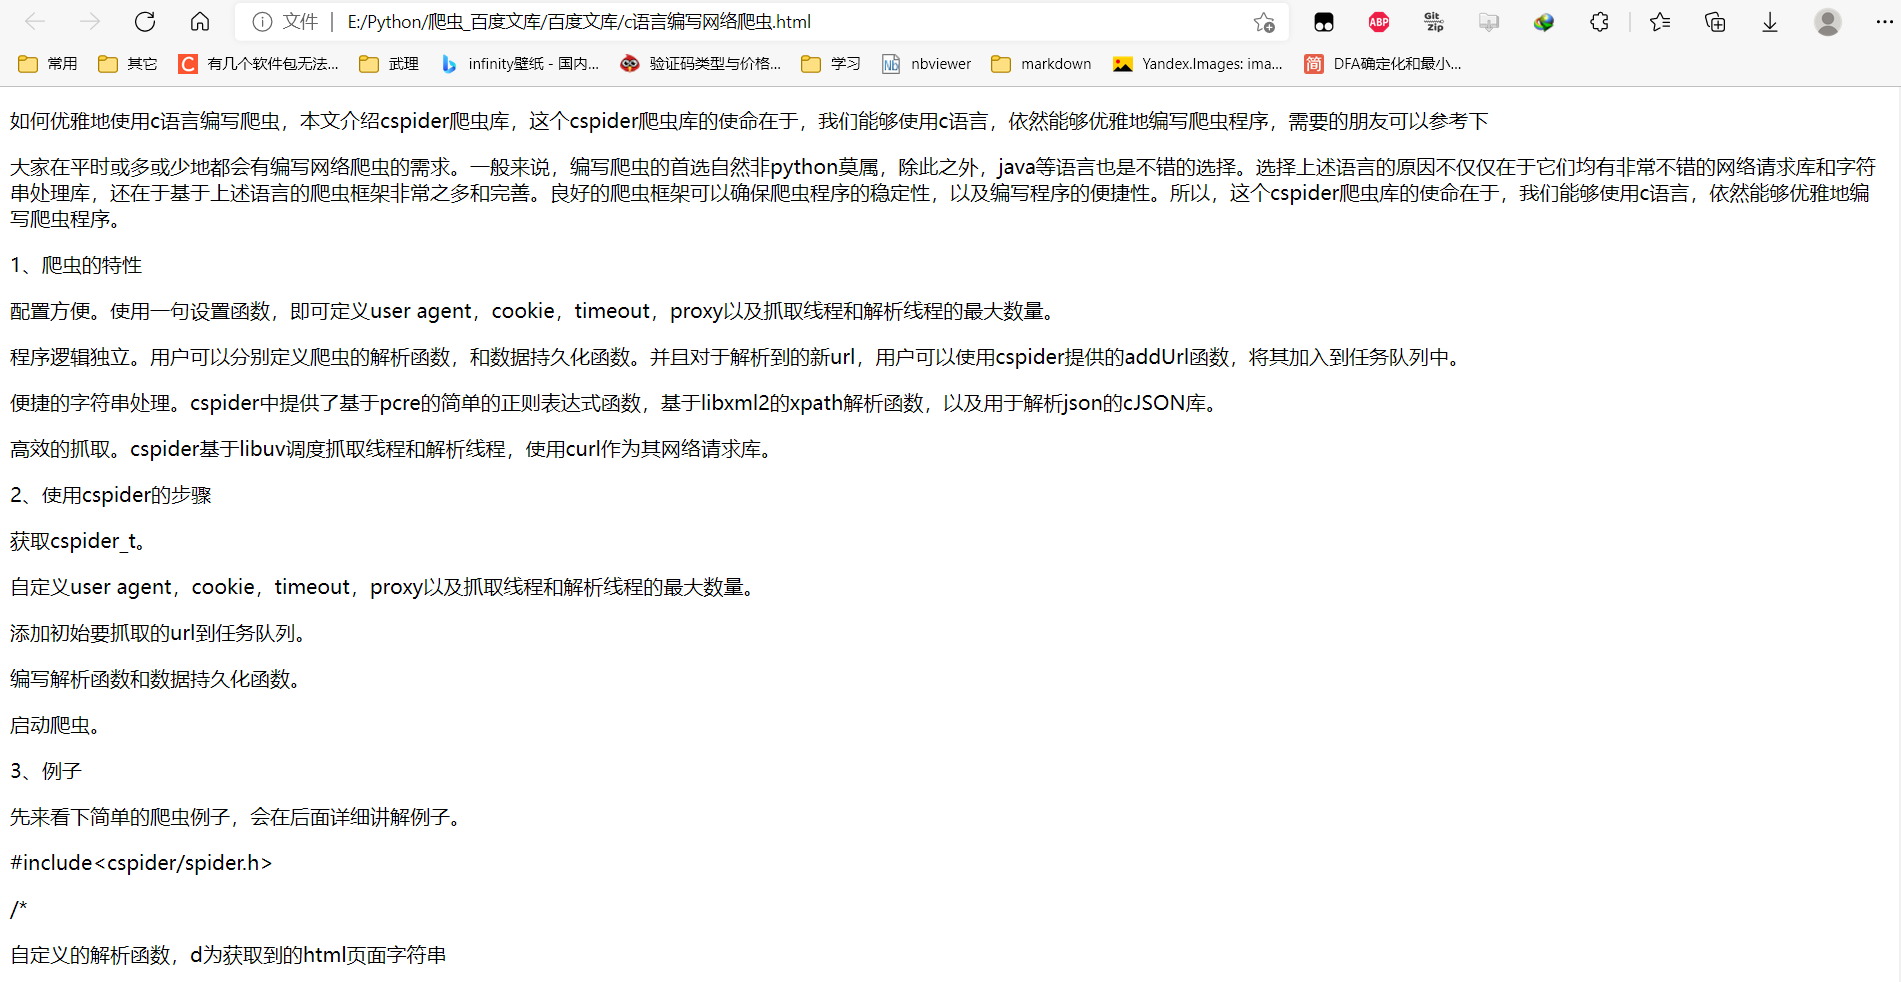 文件 | E:/Python/爬虫_百度文库/百度文库/c语言编写网络爬虫.html
ABP
Git Zip
常用 其它 C 有几个软件包无法... 武理 infinity壁纸 - 国内... 验证码类型与价格... 学习 Nb nbviewer markdown Yandex.Images: ima... 简 DFA确定化和最小...
如何优雅地使用c语言编写爬虫，本文介绍cspider爬虫库，这个cspider爬虫库的使命在于，我们能够使用c语言，依然能够优雅地编写爬虫程序，需要的朋友可以参考下
大家在平时或多或少地都会有编写网络爬虫的需求。一般来说，编写爬虫的首选自然非python莫属，除此之外，java等语言也是不错的选择。选择上述语言的原因不仅仅在于它们均有非常不错的网络请求库和字符
串处理库，还在于基于上述语言的爬虫框架非常之多和完善。良好的爬虫框架可以确保爬虫程序的稳定性，以及编写程序的便捷性。所以，这个cspider爬虫库的使命在于，我们能够使用c语言，依然能够优雅地编
写爬虫程序。
1、爬虫的特性
配置方便。使用一句设置函数，即可定义user agent，cookie，timeout，proxy以及抓取线程和解析线程的最大数量。
程序逻辑独立。用户可以分别定义爬虫的解析函数，和数据持久化函数。并且对于解析到的新url，用户可以使用cspider提供的addUrl函数，将其加入到任务队列中。
便捷的字符串处理。cspider中提供了基于pcre的简单的正则表达式函数，基于libxml2的xpath解析函数，以及用于解析json的cJSON库。
高效的抓取。cspider基于libuv调度抓取线程和解析线程，使用curl作为其网络请求库。
2、使用cspider的步骤
获取cspider_t。
自定义user agent，cookie，timeout，proxy以及抓取线程和解析线程的最大数量。
添加初始要抓取的url到任务队列。
编写解析函数和数据持久化函数。
启动爬虫。
3、例子
先来看下简单的爬虫例子，会在后面详细讲解例子。
#include<cspider/spider.h>
/*
自定义的解析函数，d为获取到的html页面字符串